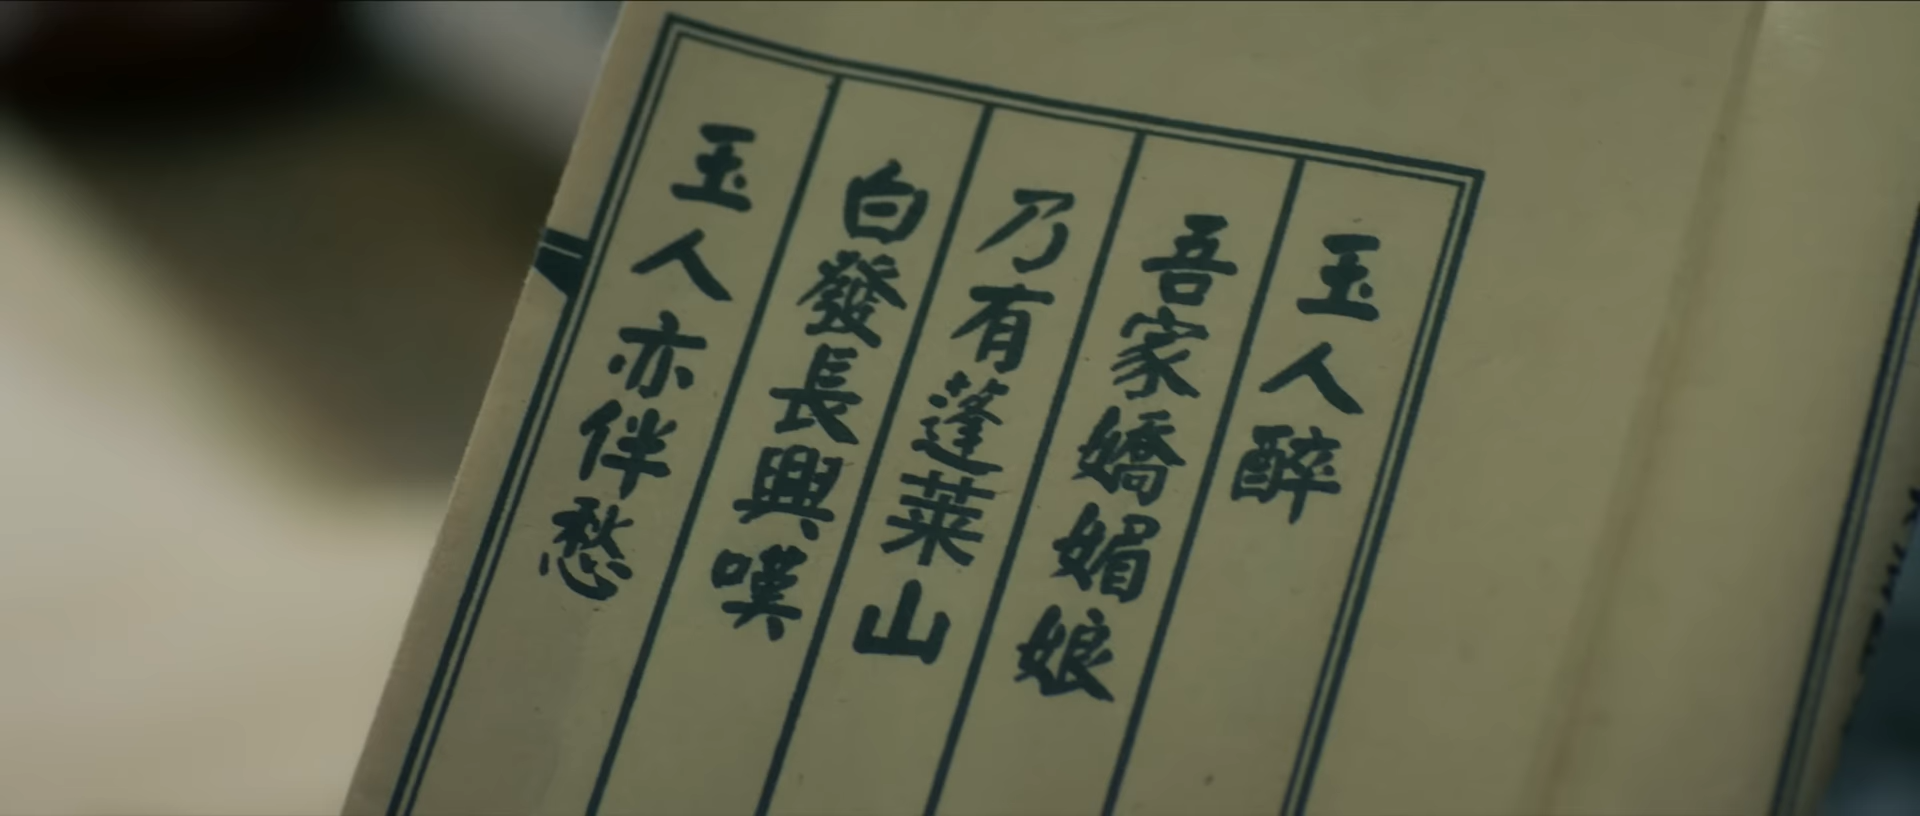 玉人醉
吾家嬌媚娘
乃有蓬萊山
白發長興嘆
玉人亦伴愁